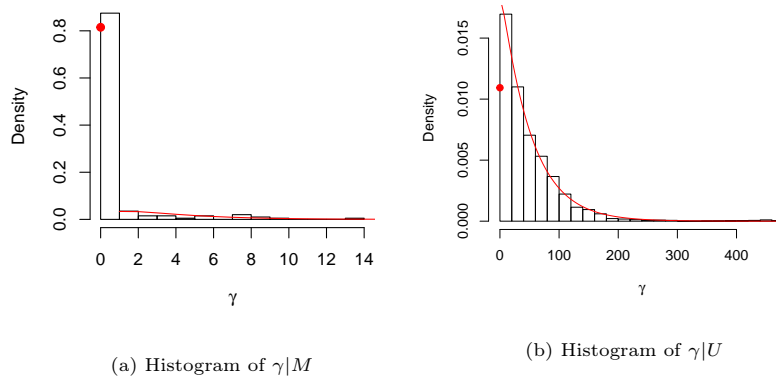 Density
0.0 0.2 0.4 0.6 0.8
0 2 4 6 8 10 12 14
γ
(a) Histogram of γ|M
Density
0.000 0.005 0.010 0.015
0 100 200 300 400
γ
(b) Histogram of γ|U